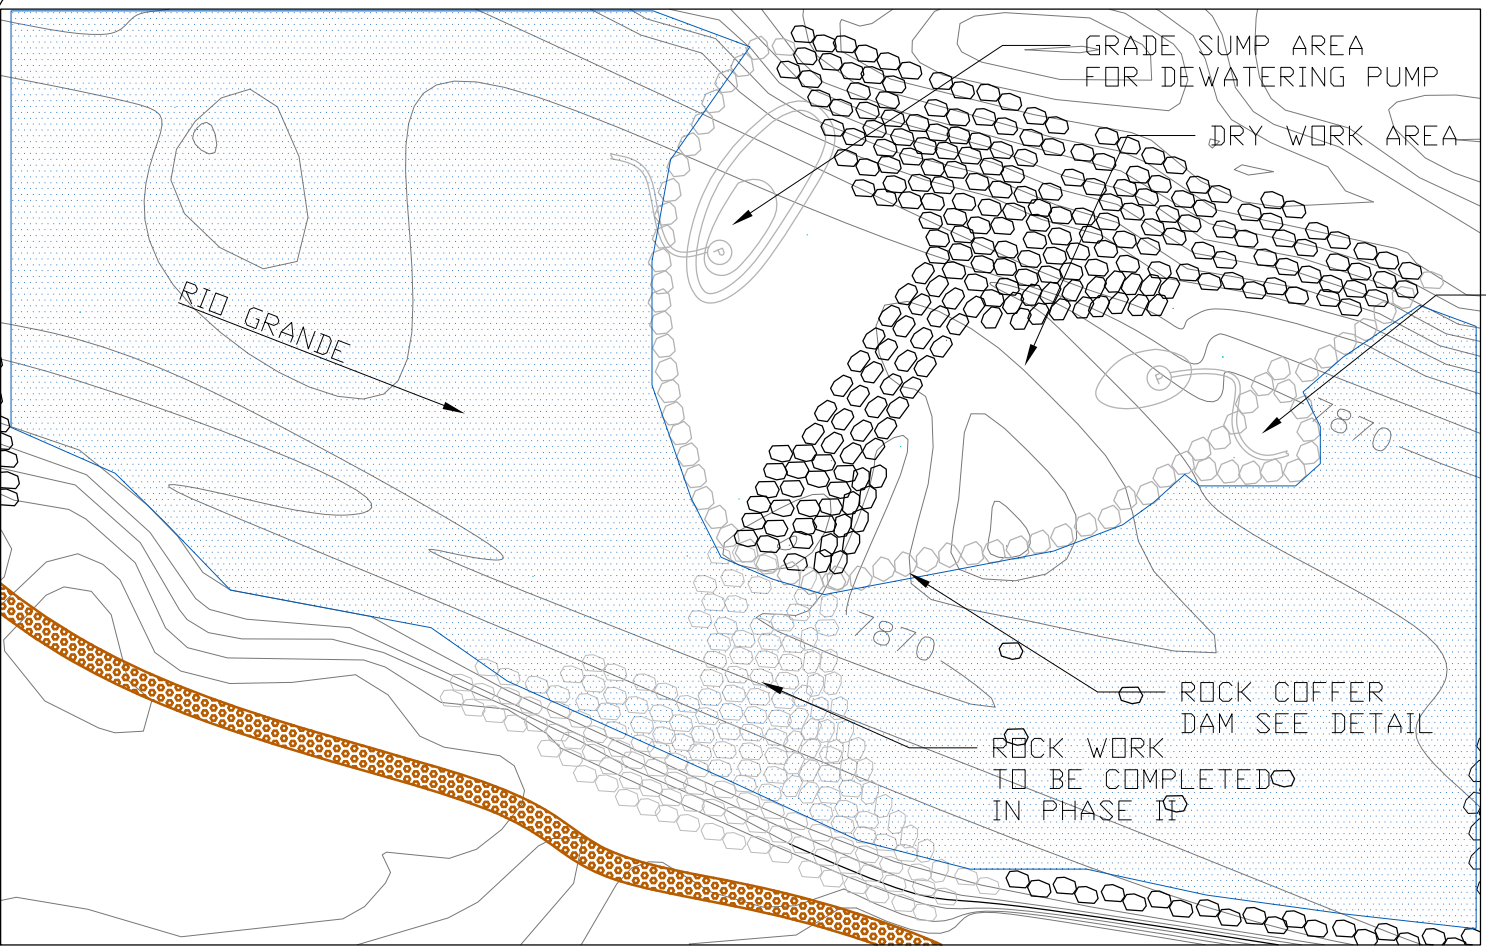 GRADE SUMP AREA
FOR DEWATERING PUMP
DRY WORK AREA
RIO GRANDE
P
P
7870
7870
ROCK COFFER
DAM SEE DETAIL
ROCK WORK
TO BE COMPLETED
IN PHASE II